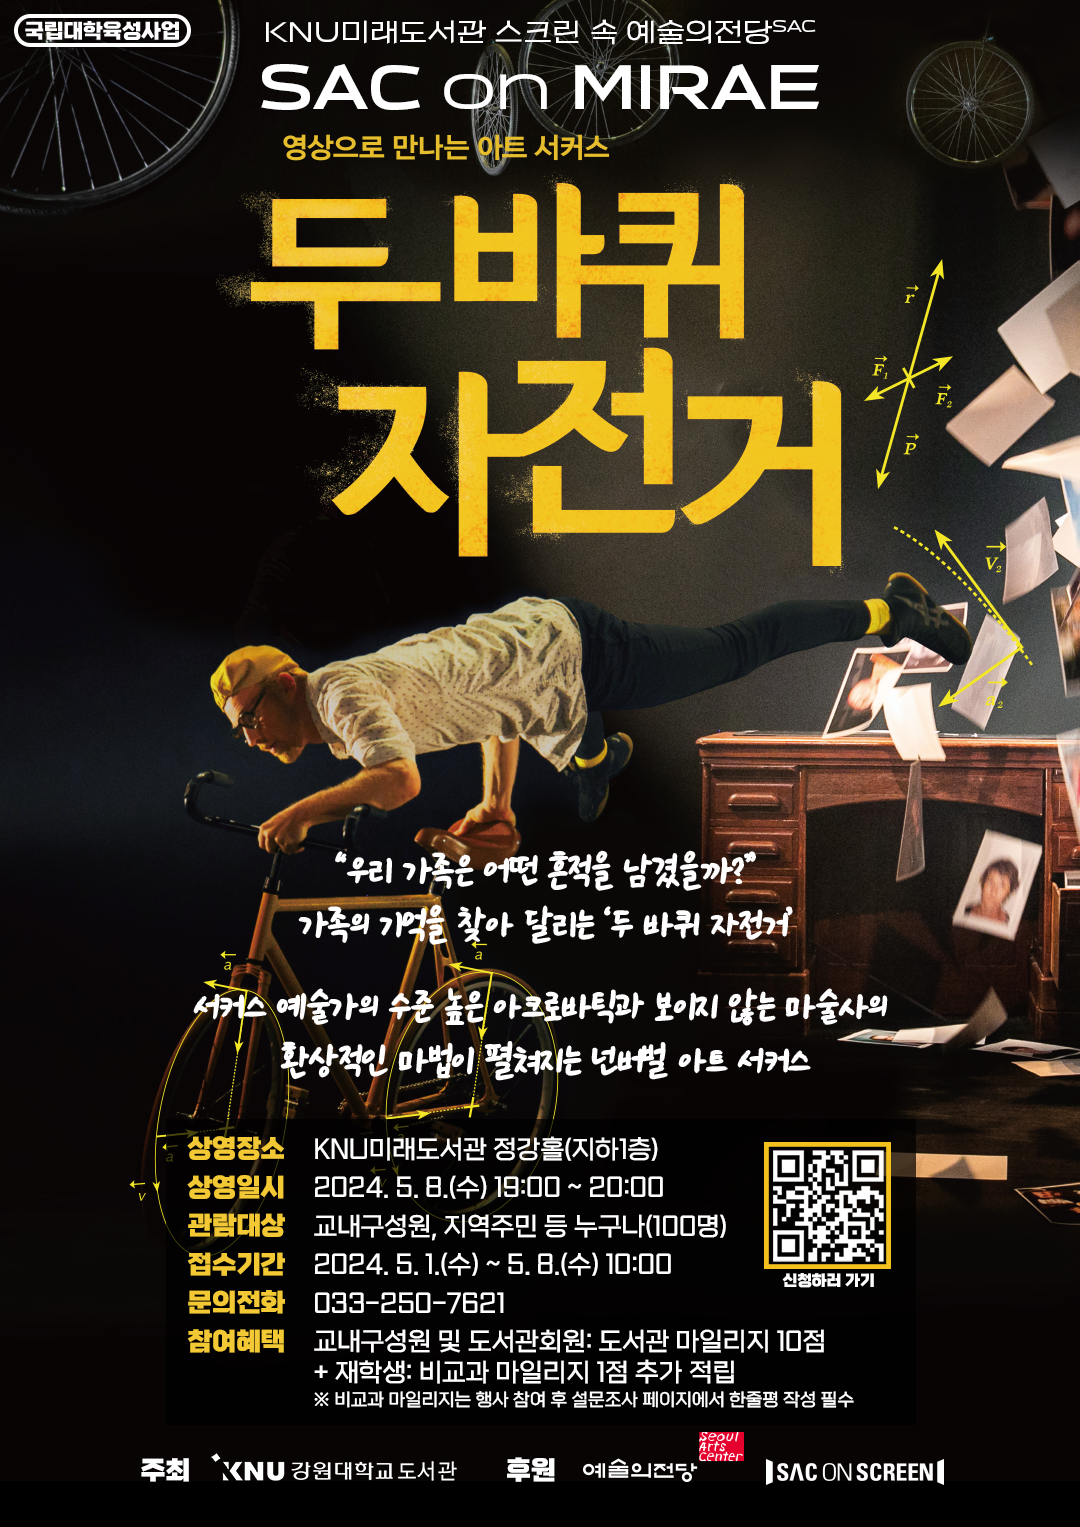 국립대학육성사업
KNU미래도서관 스크린 속 예술의전당SAC
SAC on MIRAE
영상으로 만나는 아트 서커스
두 바퀴
자전거
r
F1
F2
P
V2
a2
“우리 가족은 어떤 흔적을 남겼을까?”
가족의 기억을 찾아 달리는 ‘두 바퀴 자전거’
a
a
서커스 예술가의 수준 높은 아크로바틱과 보이지 않는 마술사의
환상적인 마법이 펼쳐지는 넌버벌 아트 서커스
a
v
상영장소 KNU미래도서관 정강홀(지하1층)
상영일시 2024. 5. 8.(수) 19:00 ~ 20:00
관람대상 교내구성원, 지역주민 등 누구나(100명)
접수기간 2024. 5. 1.(수) ~ 5. 8.(수) 10:00
문의전화 033-250-7621
참여혜택 교내구성원 및 도서관회원: 도서관 마일리지 10점
+ 재학생: 비교과 마일리지 1점 추가 적립
※ 비교과 마일리지는 행사 참여 후 설문조사 페이지에서 한줄평 작성 필수
신청하러 가기
주최 KNU 강원대학교 도서관 후원 예술의전당 Seoul Arts Center SAC ON SCREEN